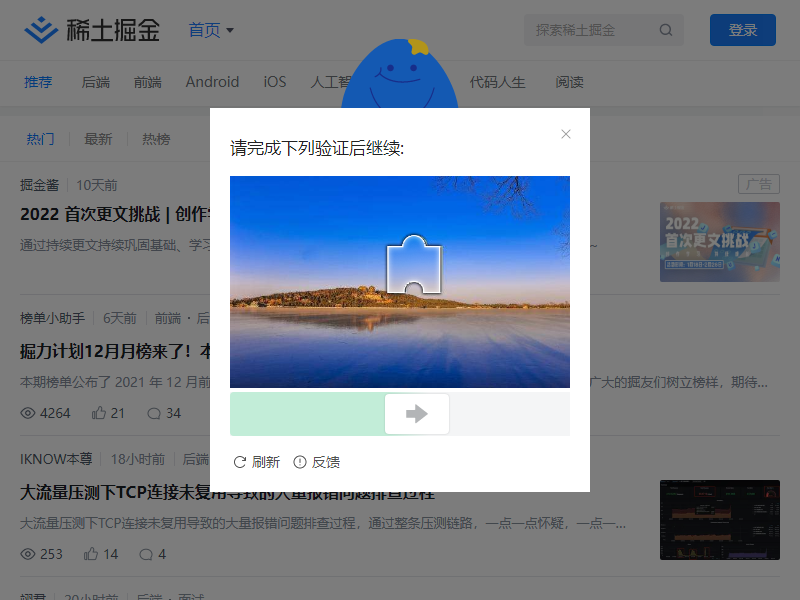 稀土掘金
首页
探索稀土掘金
登录
推荐
后端
前端
Android
iOS
人工智
代码人生
阅读
热门
最新
热榜
请完成下列验证后继续:
掘金酱
10天前
广告
2022 首次更文挑战 | 创作
通过持续更文持续巩固基础、学习
~
2022
首次更文挑战
榜单小助手
6天前
前端 · 后
掘力计划12月月榜来了！本
本期榜单公布了 2021 年 12 月前
广大的掘友们树立榜样，期待...
4264
21
34
刷新
反馈
IKNOW本尊
18小时前
后端
大流量压测下TCP连接未复用导致的大量报错问题排查过程
大流量压测下TCP连接未复用导致的大量报错问题排查过程，通过整条压测链路，一点一点怀疑，一点一...
253
14
4
翊君
20小时前
后端 · 面试